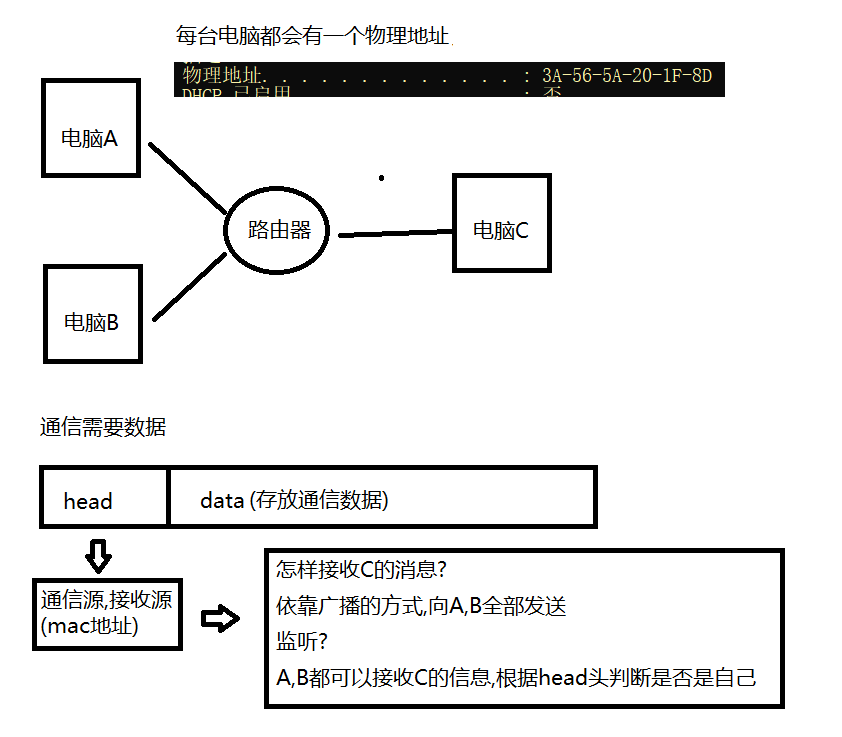 每台电脑都会有一个物理地址
物理地址. . . . . . . . . . . . . : 3A-56-5A-20-1F-8D
DHCP 已启用 : 否
电脑A
路由器
电脑C
电脑B
通信需要数据
head
data (存放通信数据)
通信源,接收源
(mac地址)
怎样接收C的消息?
依靠广播的方式,向A,B全部发送
监听?
A,B都可以接收C的信息,根据head头判断是否是自己